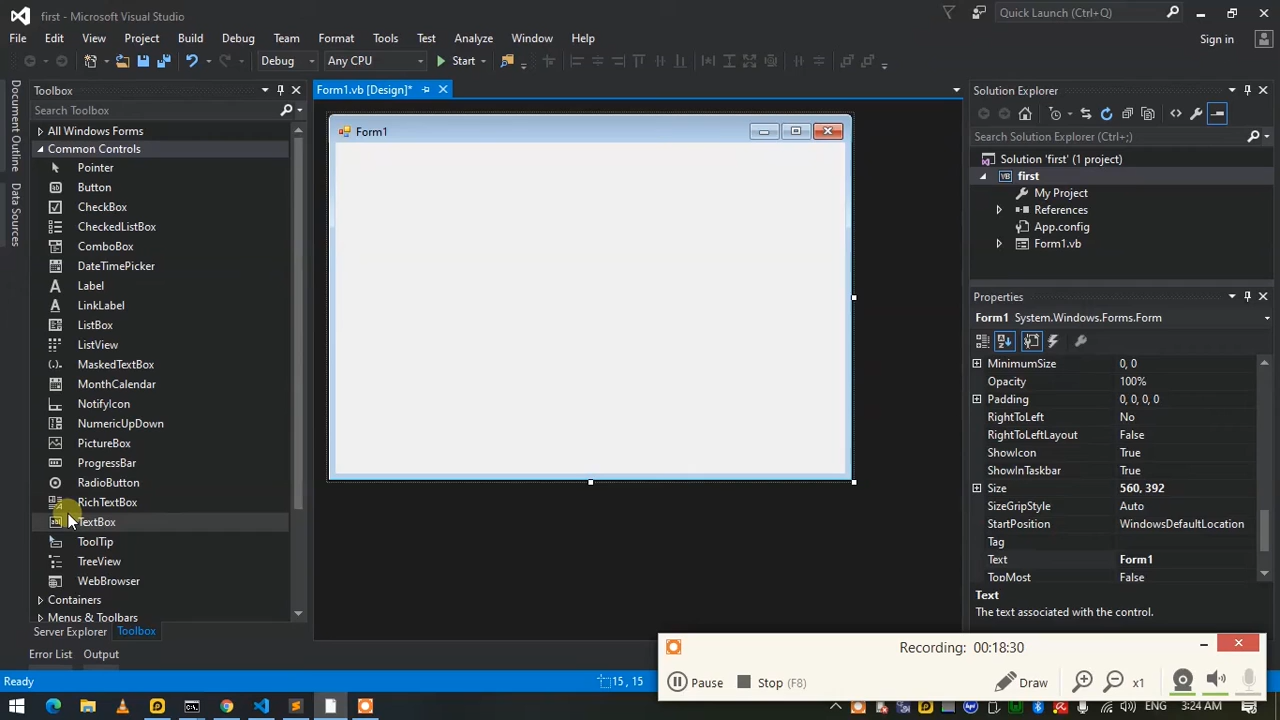 first - Microsoft Visual Studio
Quick Launch (Ctrl+Q)
File Edit View Project Build Debug Team Format Tools Test Analyze Window Help
Sign in
Debug Any CPU Start
Document Outline
Data Sources
Toolbox
Search Toolbox
All Windows Forms
Common Controls
Pointer
Button
CheckBox
CheckedListBox
ComboBox
DateTimePicker
Label
LinkLabel
ListBox
ListView
MaskedTextBox
MonthCalendar
NotifyIcon
NumericUpDown
PictureBox
ProgressBar
RadioButton
RichTextBox
TextBox
ToolTip
TreeView
WebBrowser
Containers
Menus & Toolbars
Server Explorer Toolbox
Error List Output
Form1.vb [Design]*
Form1
Solution Explorer
Search Solution Explorer (Ctrl+;)
Solution 'first' (1 project)
VB first
My Project
References
App.config
Form1.vb
Properties
Form1 System.Windows.Forms.Form
MinimumSize 0, 0
Opacity 100%
Padding 0, 0, 0, 0
RightToLeft No
RightToLeftLayout False
ShowIcon True
ShowInTaskbar True
Size 560, 392
SizeGripStyle Auto
StartPosition WindowsDefaultLocation
Tag
Text Form1
TopMost False
Text
The text associated with the control.
Recording: 00:18:30
Pause Stop (F8) Draw x1
Ready
15 , 15
ENG 3:24 AM